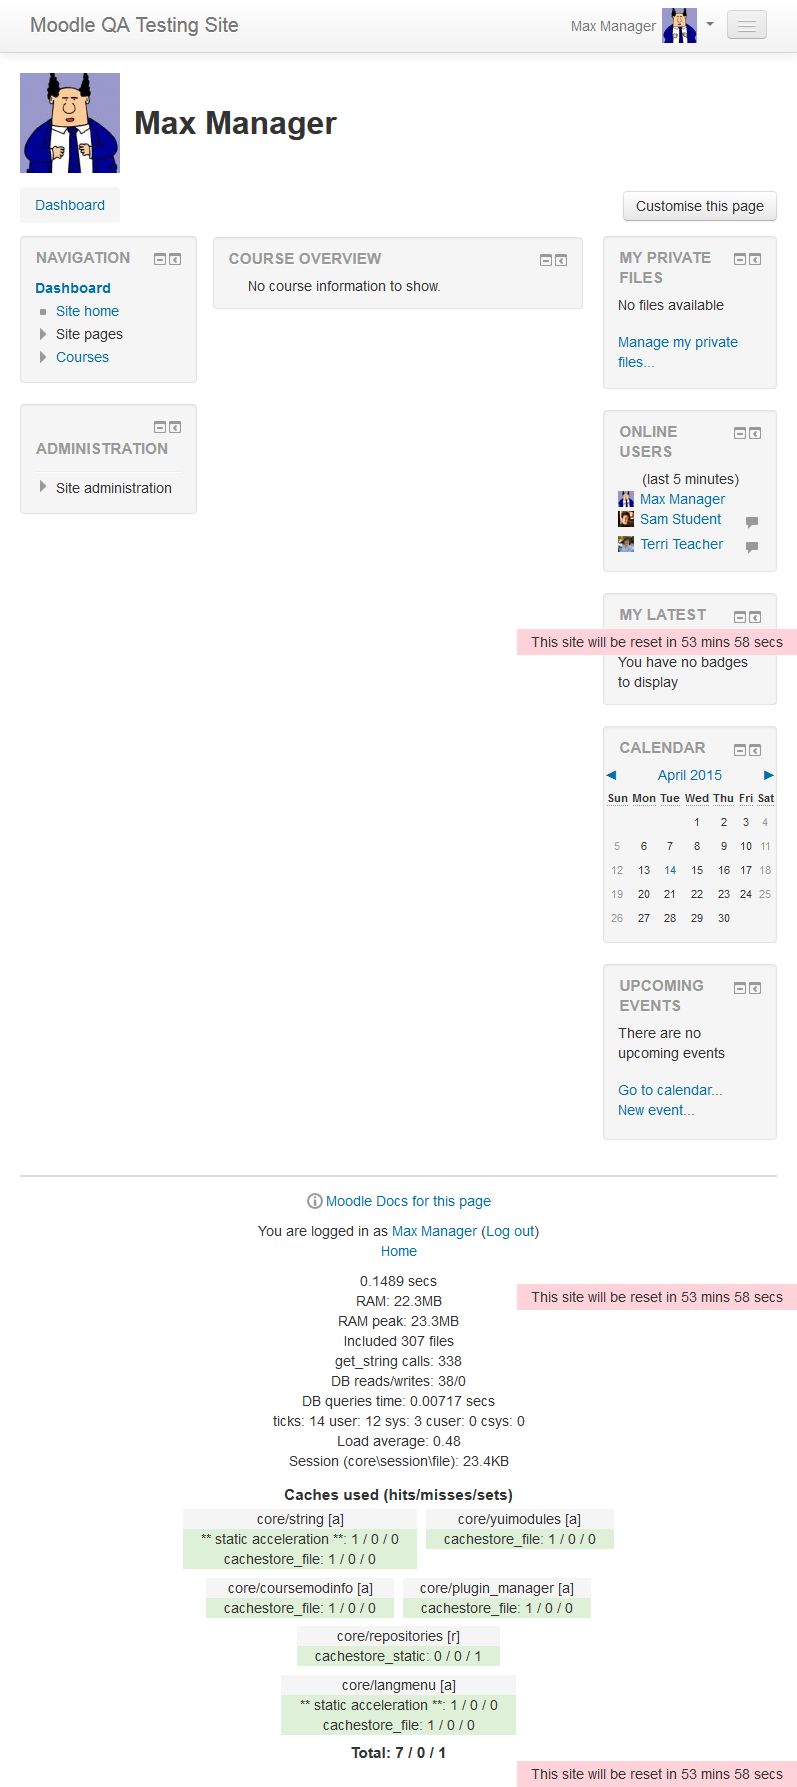 Moodle QA Testing Site
Max Manager
Max Manager
Dashboard
Customise this page
NAVIGATION
Dashboard
Site home
Site pages
Courses
ADMINISTRATION
Site administration
COURSE OVERVIEW
No course information to show.
MY PRIVATE
FILES
No files available
Manage my private
files...
ONLINE
USERS
(last 5 minutes)
Max Manager
Sam Student
Terri Teacher
MY LATEST
This site will be reset in 53 mins 58 secs
You have no badges
to display
CALENDAR
◀ April 2015 ▶
Sun Mon Tue Wed Thu Fri Sat
1 2 3 4
5 6 7 8 9 10 11
12 13 14 15 16 17 18
19 20 21 22 23 24 25
26 27 28 29 30
UPCOMING
EVENTS
There are no
upcoming events
Go to calendar...
New event...
Moodle Docs for this page
You are logged in as Max Manager (Log out)
Home
0.1489 secs
This site will be reset in 53 mins 58 secs
RAM: 22.3MB
RAM peak: 23.3MB
Included 307 files
get_string calls: 338
DB reads/writes: 38/0
DB queries time: 0.00717 secs
ticks: 14 user: 12 sys: 3 cuser: 0 csys: 0
Load average: 0.48
Session (core\session\file): 23.4KB
Caches used (hits/misses/sets)
core/string [a]
** static acceleration **: 1 / 0 / 0
cachestore_file: 1 / 0 / 0
core/yuimodules [a]
cachestore_file: 1 / 0 / 0
core/coursemodinfo [a]
cachestore_file: 1 / 0 / 0
core/plugin_manager [a]
cachestore_file: 1 / 0 / 0
core/repositories [r]
cachestore_static: 0 / 0 / 1
core/langmenu [a]
** static acceleration **: 1 / 0 / 0
cachestore_file: 1 / 0 / 0
Total: 7 / 0 / 1
This site will be reset in 53 mins 58 secs